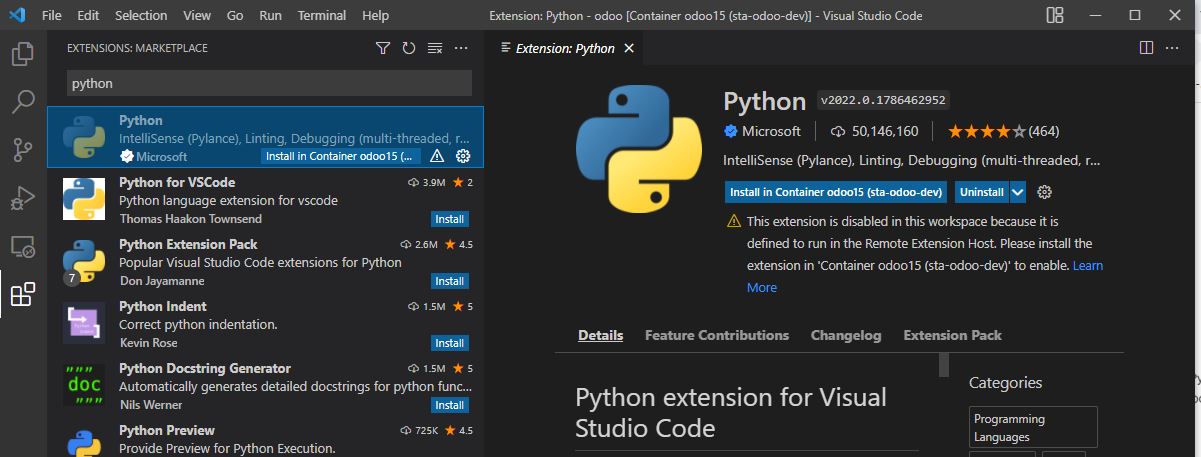 File Edit Selection View Go Run Terminal Help Extension: Python - odoo [Container odoo15 (sta-odoo-dev)] - Visual Studio Code
EXTENSIONS: MARKETPLACE
python
Python
IntelliSense (Pylance), Linting, Debugging (multi-threaded, r...
Microsoft Install in Container odoo15 (...
Python for VSCode 3.9M 2
Python language extension for vscode
Thomas Haakon Townsend Install
Python Extension Pack 2.6M 4.5
Popular Visual Studio Code extensions for Python
7 Don Jayamanne Install
Python Indent 1.5M 5
Correct python indentation.
Kevin Rose Install
""" doc """
Python Docstring Generator 1.5M 5
Automatically generates detailed docstrings for python func...
Nils Werner Install
Python Preview 725K 4.5
Provide Preview for Python Execution.
Extension: Python
Python v2022.0.1786462952
Microsoft 50,146,160 (464)
IntelliSense (Pylance), Linting, Debugging (multi-threaded, r...
Install in Container odoo15 (sta-odoo-dev) Uninstall
This extension is disabled in this workspace because it is
defined to run in the Remote Extension Host. Please install the
extension in 'Container odoo15 (sta-odoo-dev)' to enable. Learn
More
Details Feature Contributions Changelog Extension Pack
Python extension for Visual
Studio Code
Categories
Programming
Languages